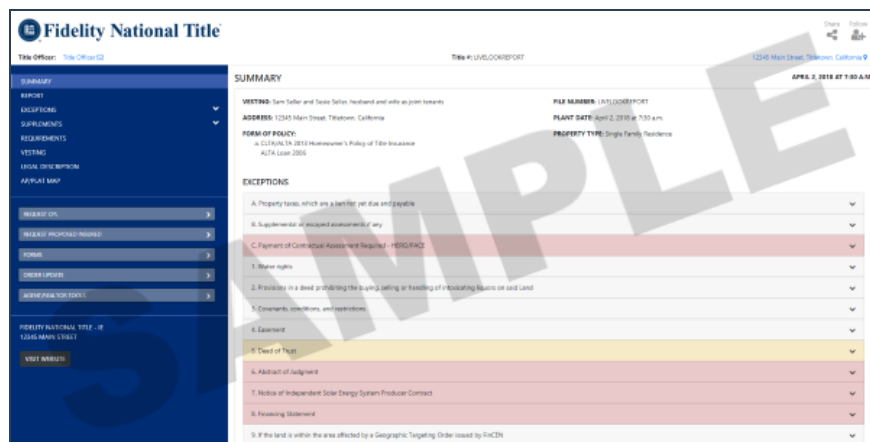 Fidelity National Title
Share Follow
Title Officer: Title Officer
Title #: LIVELOOKREPORT
12345 Main Street, Titletown, California
SUMMARY
REPORT
EXCEPTIONS
SUPPLEMENTS
REQUIREMENTS
VESTING
LEGAL DESCRIPTION
AP/PLAT MAP
REQUEST CPL
REQUEST PROPOSED INSURED
FORMS
ORDER UPDATE
AGENT/REALTOR TOOLS
FIDELITY NATIONAL TITLE - IE
12345 MAIN STREET
VISIT WEBSITE
SUMMARY
APRIL 2, 2018 AT 7:30 A.M
VESTING: Sam Seller and Susie Seller, husband and wife as joint tenants
FILE NUMBER: LIVELOOKREPORT
ADDRESS: 12345 Main Street, Titletown, California
PLANT DATE: April 2, 2018 at 7:30 a.m.
FORM OF POLICY:
PROPERTY TYPE: Single Family Residence
a. CLTA/ALTA 2013 Homeowner's Policy of Title Insurance
ALTA Loan 2006
EXCEPTIONS
A. Property taxes, which are a lien not yet due and payable
B. Supplemental or escaped assessments if any
C. Payment of Contractual Assessment Required - HERO/PACE
1. Water rights
2. Provisions in a deed prohibiting the buying, selling or handling of intoxicating liquors on said Land
3. Covenants, conditions, and restrictions
4. Easement
5. Deed of Trust
6. Abstract of Judgment
7. Notice of Independent Solar Energy System Producer Contract
8. Financing Statement
9. If the land is within the area affected by a Geographic Targeting Order issued by FinCEN
SAMPLE